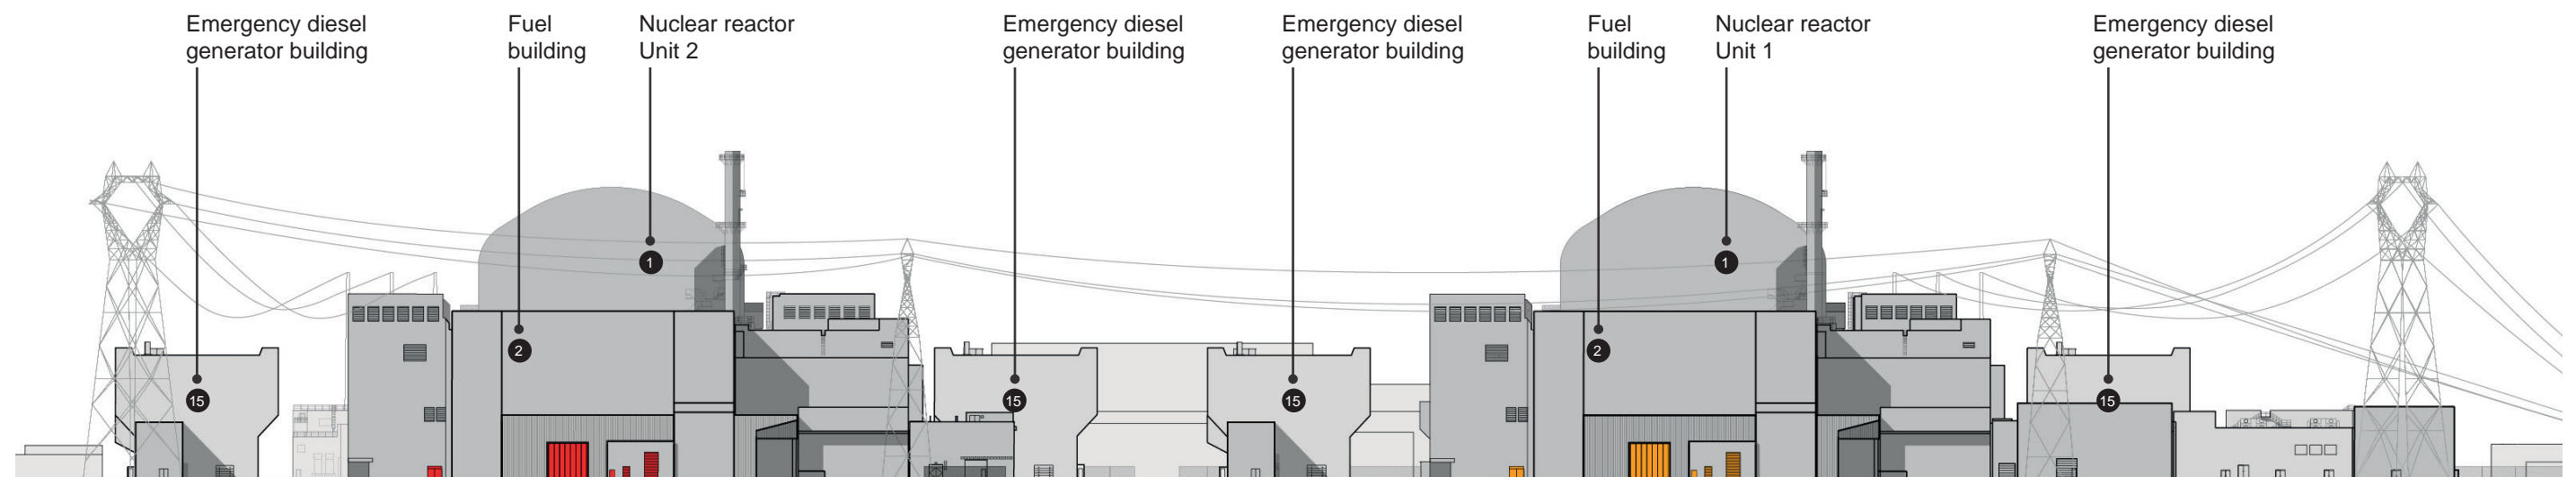 Emergency diesel
generator building
Fuel
building
Nuclear reactor
Unit 2
Emergency diesel
generator building
Emergency diesel
generator building
Fuel
building
Nuclear reactor
Unit 1
Emergency diesel
generator building
1
1
2
2
15
15
15
15